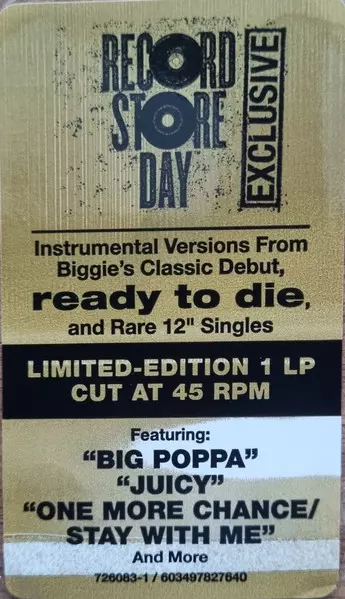 RECORD
STORE
DAY
EXCLUSIVE
Instrumental Versions From
Biggie's Classic Debut,
ready to die,
and Rare 12" Singles
LIMITED-EDITION 1 LP
CUT AT 45 RPM
Featuring:
“BIG POPPA”
“JUICY”
“ONE MORE CHANCE/
STAY WITH ME”
And More
726083-1 / 603497827640